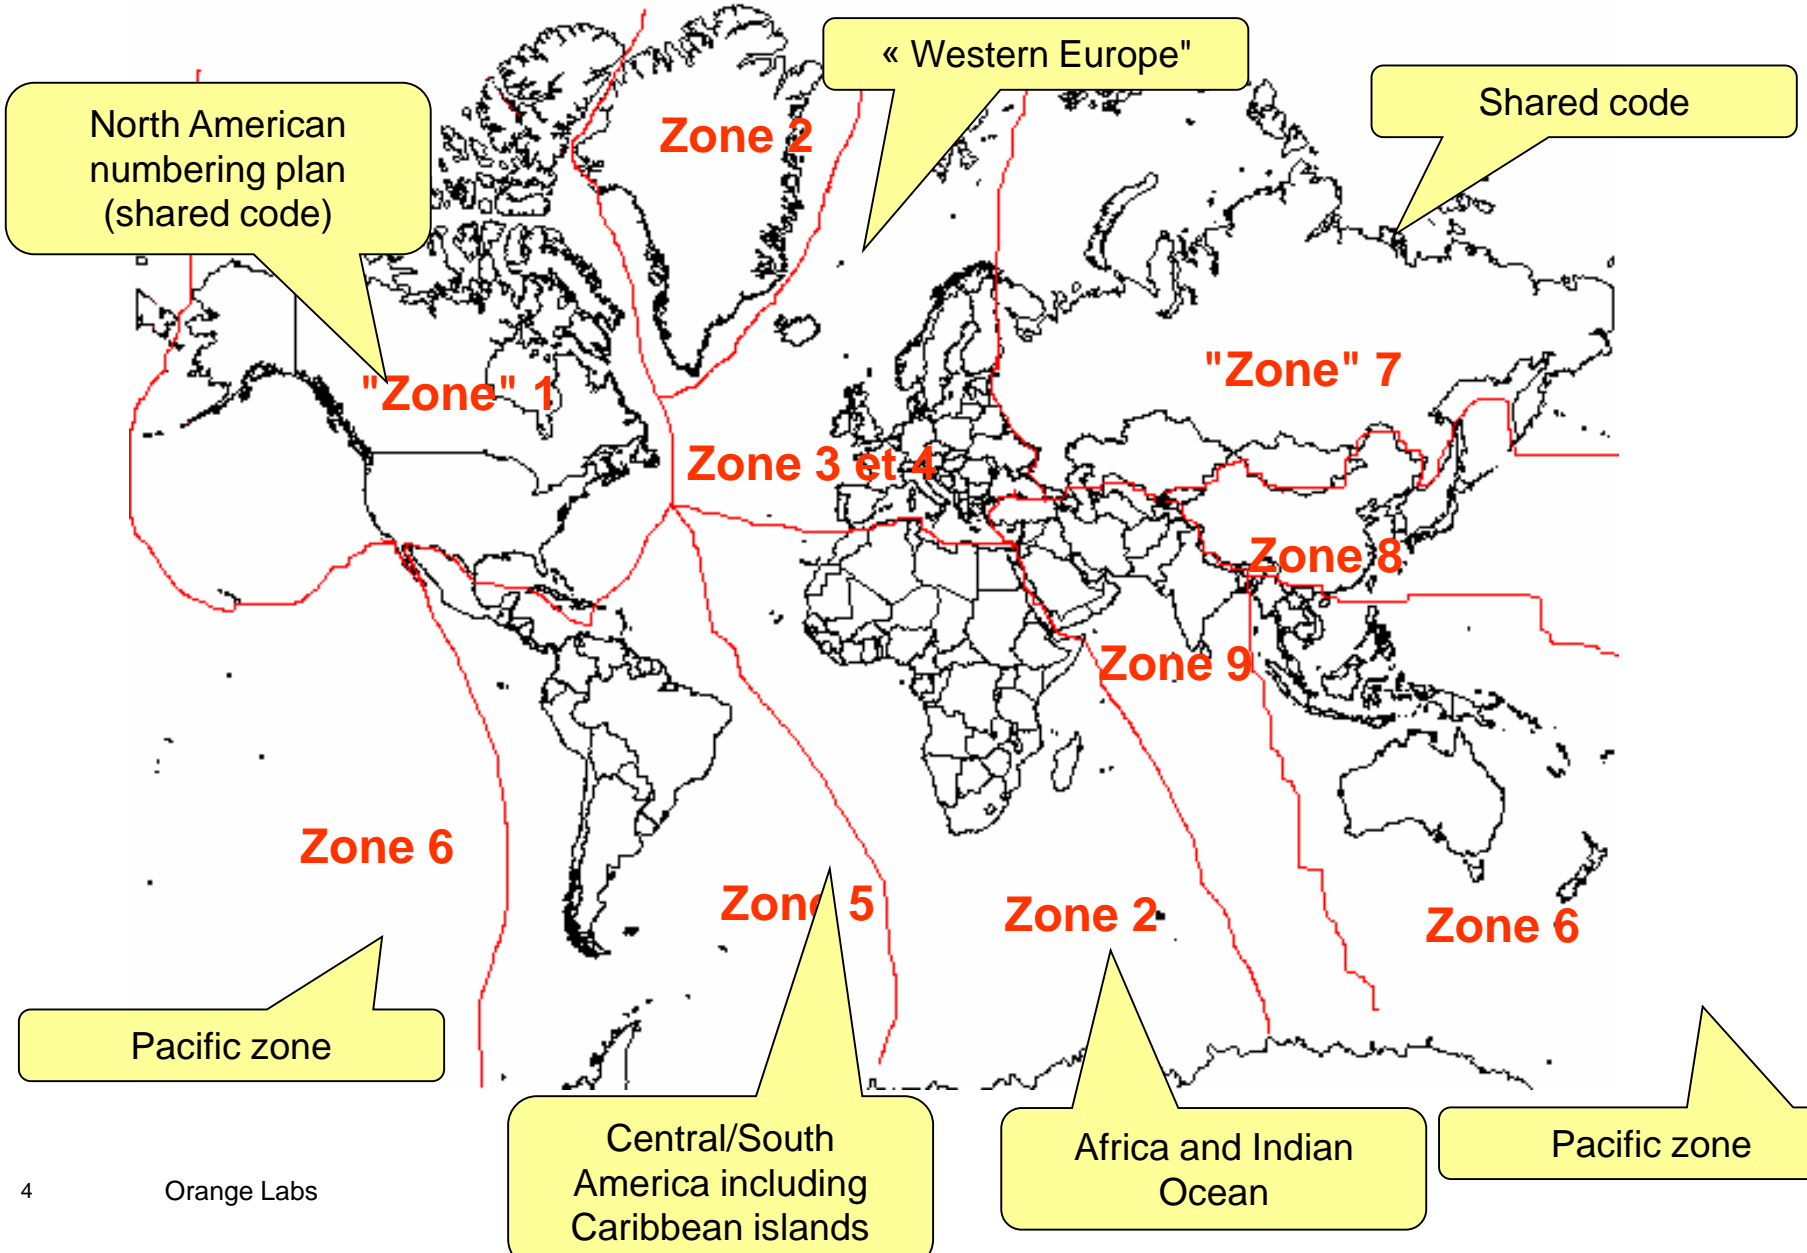 « Western Europe"
Shared code
North American
numbering plan
(shared code)
Zone 2
"Zone" 1
"Zone" 7
Zone 3 et 4
Zone 8
Zone 9
Zone 6
Zone 5
Zone 2
Zone 6
Pacific zone
Central/South
America including
Caribbean islands
Africa and Indian
Ocean
Pacific zone
4
Orange Labs